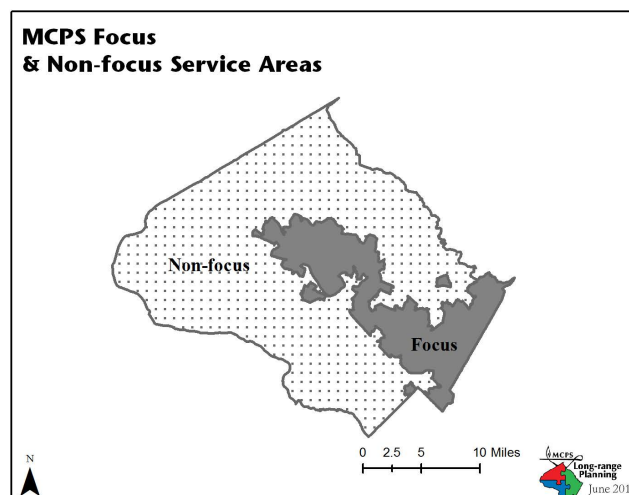 MCPS Focus
& Non-focus Service Areas
Non-focus
Focus
N
0 2.5 5 10 Miles
MCPS
Long-range
Planning